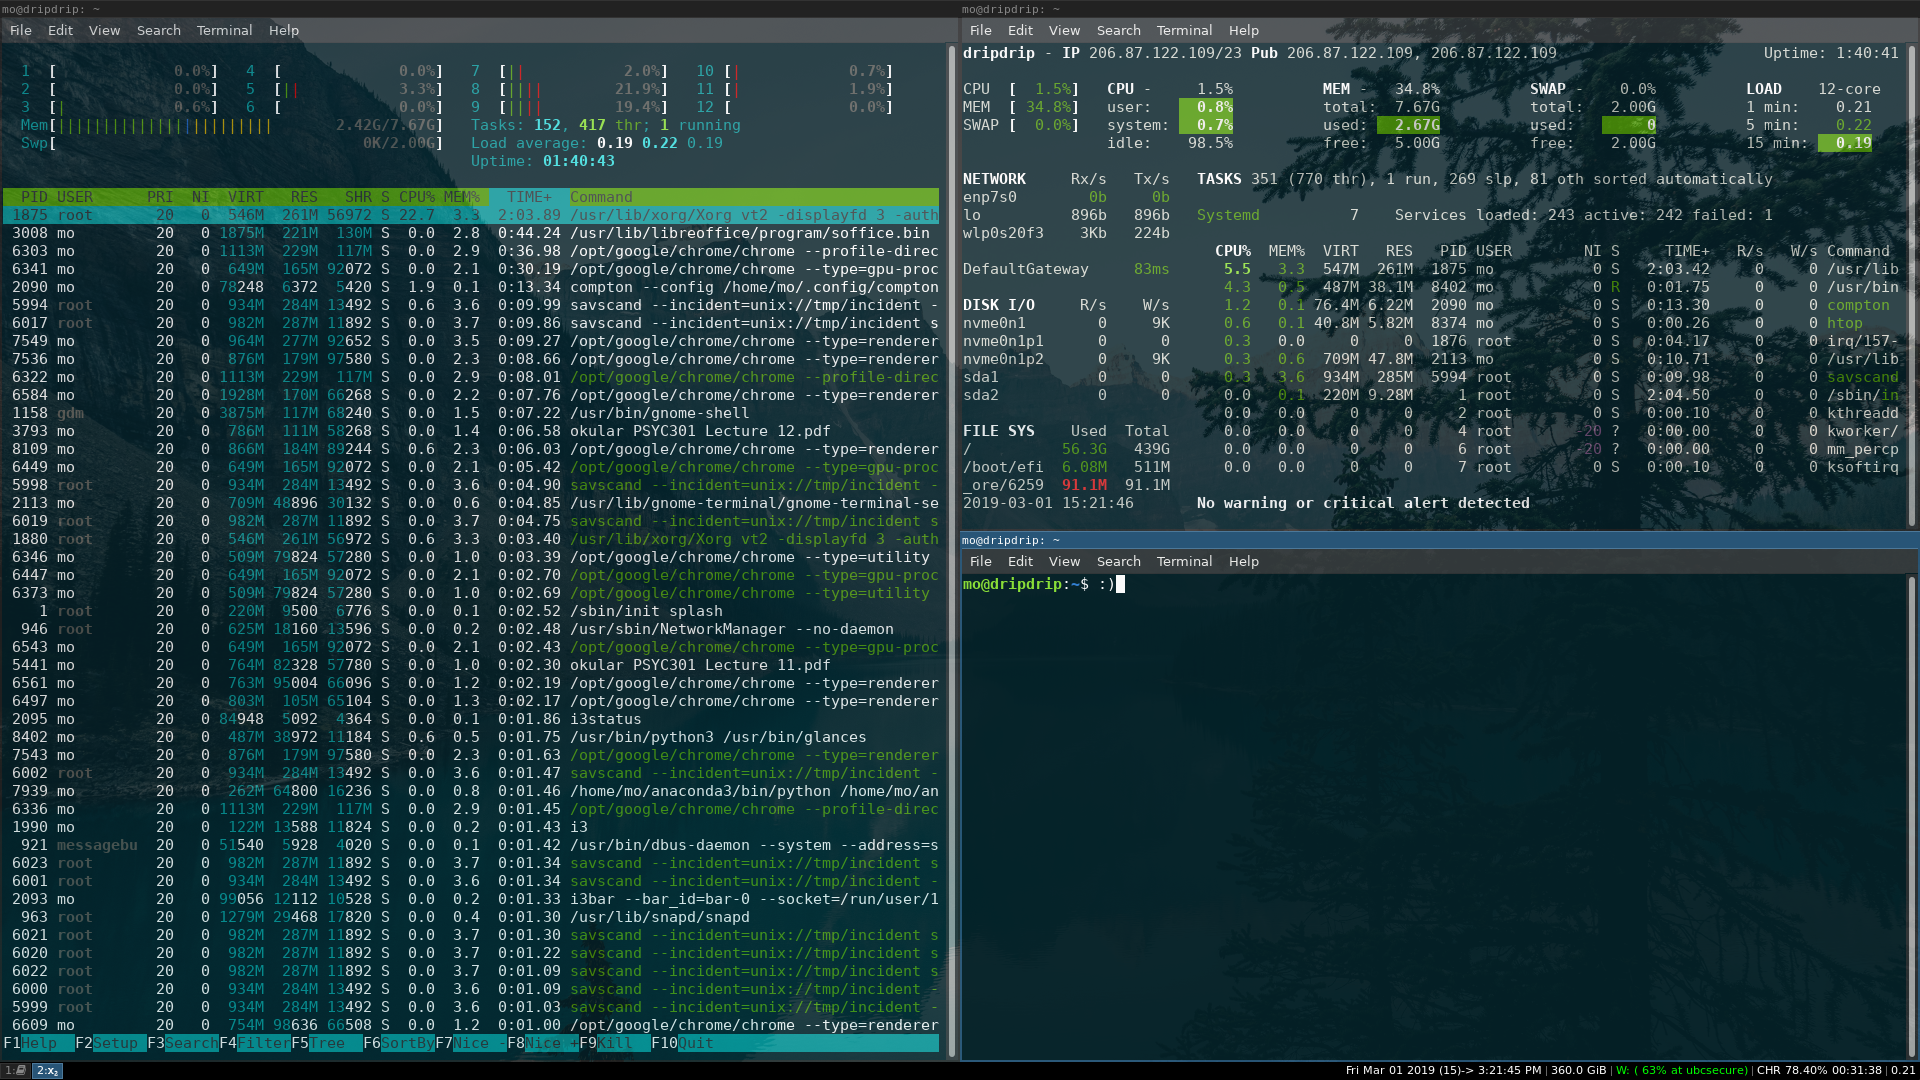 mo@dripdrip: ~
File Edit View Search Terminal Help
1 [ 0.0%] 4 [ 0.0%] 7 [|| 2.0%] 10 [| 0.7%]
2 [ 0.0%] 5 [|| 3.3%] 8 [|||| 21.9%] 11 [| 1.9%]
3 [| 0.6%] 6 [ 0.0%] 9 [|||| 19.4%] 12 [ 0.0%]
Mem[||||||||||||||||||||||||2.42G/7.67G] Tasks: 152, 417 thr; 1 running
Swp[ 0K/2.00G] Load average: 0.19 0.22 0.19
Uptime: 01:40:43
PID USER PRI NI VIRT RES SHR S CPU% MEM% TIME+ Command
1875 root 20 0 546M 261M 56972 S 22.7 3.3 2:03.89 /usr/lib/xorg/Xorg vt2 -displayfd 3 -auth
3008 mo 20 0 1875M 221M 130M S 0.0 2.8 0:44.24 /usr/lib/libreoffice/program/soffice.bin
6303 mo 20 0 1113M 229M 117M S 0.0 2.9 0:36.98 /opt/google/chrome/chrome --profile-direc
6341 mo 20 0 649M 165M 92072 S 0.0 2.1 0:30.19 /opt/google/chrome/chrome --type=gpu-proc
2090 mo 20 0 78248 6372 5420 S 1.9 0.1 0:13.34 compton --config /home/mo/.config/compton
5994 root 20 0 934M 284M 13492 S 0.6 3.6 0:09.99 savscand --incident=unix://tmp/incident -
6017 root 20 0 982M 287M 11892 S 0.0 3.7 0:09.86 savscand --incident=unix://tmp/incident s
7549 mo 20 0 964M 277M 92652 S 0.0 3.5 0:09.27 /opt/google/chrome/chrome --type=renderer
7536 mo 20 0 876M 179M 97580 S 0.0 2.3 0:08.66 /opt/google/chrome/chrome --type=renderer
6322 mo 20 0 1113M 229M 117M S 0.0 2.9 0:08.01 /opt/google/chrome/chrome --profile-direc
6584 mo 20 0 1928M 170M 66268 S 0.0 2.2 0:07.76 /opt/google/chrome/chrome --type=renderer
1158 gdm 20 0 3875M 117M 68240 S 0.0 1.5 0:07.22 /usr/bin/gnome-shell
3793 mo 20 0 786M 111M 58268 S 0.0 1.4 0:06.58 okular PSYC301 Lecture 12.pdf
8109 mo 20 0 866M 184M 89244 S 0.6 2.3 0:06.03 /opt/google/chrome/chrome --type=renderer
6449 mo 20 0 649M 165M 92072 S 0.0 2.1 0:05.42 /opt/google/chrome/chrome --type=gpu-proc
5998 root 20 0 934M 284M 13492 S 0.0 3.6 0:04.90 savscand --incident=unix://tmp/incident -
2113 mo 20 0 709M 48896 30132 S 0.0 0.6 0:04.85 /usr/lib/gnome-terminal/gnome-terminal-se
6019 root 20 0 982M 287M 11892 S 0.0 3.7 0:04.75 savscand --incident=unix://tmp/incident s
1880 root 20 0 546M 261M 56972 S 0.6 3.3 0:03.40 /usr/lib/xorg/Xorg vt2 -displayfd 3 -auth
6346 mo 20 0 509M 79824 57280 S 0.0 1.0 0:03.39 /opt/google/chrome/chrome --type=utility
6447 mo 20 0 649M 165M 92072 S 0.0 2.1 0:02.70 /opt/google/chrome/chrome --type=gpu-proc
6373 mo 20 0 509M 79824 57280 S 0.0 1.0 0:02.69 /opt/google/chrome/chrome --type=utility
1 root 20 0 220M 9500 6776 S 0.0 0.1 0:02.52 /sbin/init splash
946 root 20 0 625M 18160 13596 S 0.0 0.2 0:02.48 /usr/sbin/NetworkManager --no-daemon
6543 mo 20 0 649M 165M 92072 S 0.0 2.1 0:02.43 /opt/google/chrome/chrome --type=gpu-proc
5441 mo 20 0 764M 82328 57780 S 0.0 1.0 0:02.30 okular PSYC301 Lecture 11.pdf
6561 mo 20 0 763M 95004 66096 S 0.0 1.2 0:02.19 /opt/google/chrome/chrome --type=renderer
6497 mo 20 0 803M 105M 65104 S 0.0 1.3 0:02.17 /opt/google/chrome/chrome --type=renderer
2095 mo 20 0 84948 5092 4364 S 0.0 0.1 0:01.86 i3status
8402 mo 20 0 487M 38972 11184 S 0.6 0.5 0:01.75 /usr/bin/python3 /usr/bin/glances
7543 mo 20 0 876M 179M 97580 S 0.0 2.3 0:01.63 /opt/google/chrome/chrome --type=renderer
6002 root 20 0 934M 284M 13492 S 0.0 3.6 0:01.47 savscand --incident=unix://tmp/incident -
7939 mo 20 0 262M 64800 16236 S 0.0 0.8 0:01.46 /home/mo/anaconda3/bin/python /home/mo/an
6336 mo 20 0 1113M 229M 117M S 0.0 2.9 0:01.45 /opt/google/chrome/chrome --profile-direc
1990 mo 20 0 122M 13588 11824 S 0.0 0.2 0:01.43 i3
921 messagebu 20 0 51540 5928 4020 S 0.0 0.1 0:01.42 /usr/bin/dbus-daemon --system --address=s
6023 root 20 0 982M 287M 11892 S 0.0 3.7 0:01.34 savscand --incident=unix://tmp/incident s
6001 root 20 0 934M 284M 13492 S 0.0 3.6 0:01.34 savscand --incident=unix://tmp/incident -
2093 mo 20 0 99056 12112 10528 S 0.0 0.2 0:01.33 i3bar --bar_id=bar-0 --socket=/run/user/1
963 root 20 0 1279M 29468 17820 S 0.0 0.4 0:01.30 /usr/lib/snapd/snapd
6021 root 20 0 982M 287M 11892 S 0.0 3.7 0:01.30 savscand --incident=unix://tmp/incident s
6020 root 20 0 982M 287M 11892 S 0.0 3.7 0:01.22 savscand --incident=unix://tmp/incident s
6022 root 20 0 982M 287M 11892 S 0.0 3.7 0:01.09 savscand --incident=unix://tmp/incident s
6000 root 20 0 934M 284M 13492 S 0.0 3.6 0:01.09 savscand --incident=unix://tmp/incident -
5999 root 20 0 934M 284M 13492 S 0.0 3.6 0:01.03 savscand --incident=unix://tmp/incident -
6609 mo 20 0 754M 98636 66508 S 0.0 1.2 0:01.00 /opt/google/chrome/chrome --type=renderer
F1Help F2Setup F3SearchF4FilterF5Tree F6SortByF7Nice -F8Nice +F9Kill F10Quit
mo@dripdrip: ~
File Edit View Search Terminal Help
dripdrip - IP 206.87.122.109/23 Pub 206.87.122.109, 206.87.122.109 Uptime: 1:40:41
CPU [ 1.5%] CPU - 1.5% MEM - 34.8% SWAP - 0.0% LOAD 12-core
MEM [ 34.8%] user: 0.8% total: 7.67G total: 2.00G 1 min: 0.21
SWAP [ 0.0%] system: 0.7% used: 2.67G used: 0 5 min: 0.22
idle: 98.5% free: 5.00G free: 2.00G 15 min: 0.19
NETWORK Rx/s Tx/s TASKS 351 (770 thr), 1 run, 269 slp, 81 oth sorted automatically
enp7s0 0b 0b
lo 896b 896b Systemd 7 Services loaded: 243 active: 242 failed: 1
wlp0s20f3 3Kb 224b
CPU% MEM% VIRT RES PID USER NI S TIME+ R/s W/s Command
DefaultGateway 83ms 5.5 3.3 547M 261M 1875 mo 0 S 2:03.42 0 0 /usr/lib
4.3 0.5 487M 38.1M 8402 mo 0 R 0:01.75 0 0 /usr/bin
DISK I/O R/s W/s 1.2 0.1 76.4M 6.22M 2090 mo 0 S 0:13.30 0 0 compton
nvme0n1 0 9K 0.6 0.1 40.8M 5.82M 8374 mo 0 S 0:00.26 0 0 htop
nvme0n1p1 0 0 0.3 0.0 0 0 1876 root 0 S 0:04.17 0 0 irq/157-
nvme0n1p2 0 9K 0.3 0.6 709M 47.8M 2113 mo 0 S 0:10.71 0 0 /usr/lib
sda1 0 0 0.3 3.6 934M 285M 5994 root 0 S 0:09.98 0 0 savscand
sda2 0 0 0.0 0.1 220M 9.28M 1 root 0 S 2:04.50 0 0 /sbin/in
0.0 0.0 0 0 2 root 0 S 0:00.10 0 0 kthreadd
FILE SYS Used Total 0.0 0.0 0 0 4 root -20 ? 0:00.00 0 0 kworker/
/ 56.3G 439G 0.0 0.0 0 0 6 root -20 ? 0:00.00 0 0 mm_percp
/boot/efi 6.08M 511M 0.0 0.0 0 0 7 root 0 S 0:00.10 0 0 ksoftirq
_ore/6259 91.1M 91.1M
2019-03-01 15:21:46 No warning or critical alert detected
mo@dripdrip: ~
File Edit View Search Terminal Help
mo@dripdrip:~$ :)
1: 2:x₂ Fri Mar 01 2019 (15)-> 3:21:45 PM | 360.0 GiB | W: ( 63% at ubcsecure) | CHR 78.40% 00:31:38 | 0.21